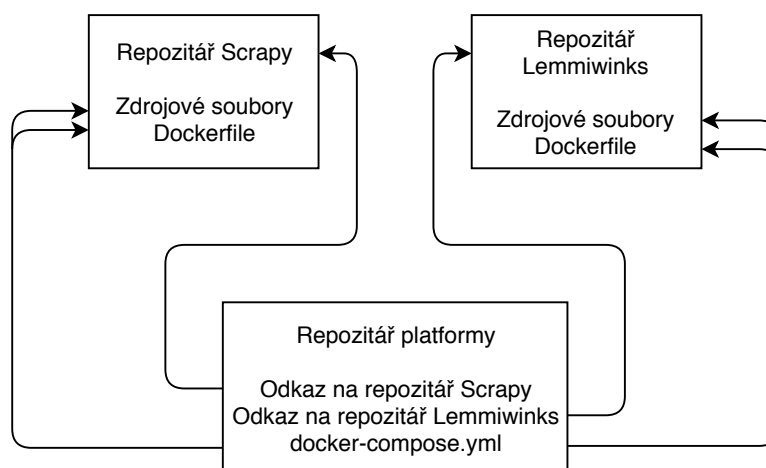 Repozitář Scrapy
Zdrojové soubory
Dockerfile
Repozitář
Lemmiwinks
Zdrojové soubory
Dockerfile
Repozitář platformy
Odkaz na repozitář Scrapy
Odkaz na repozitář Lemmiwinks
docker-compose.yml